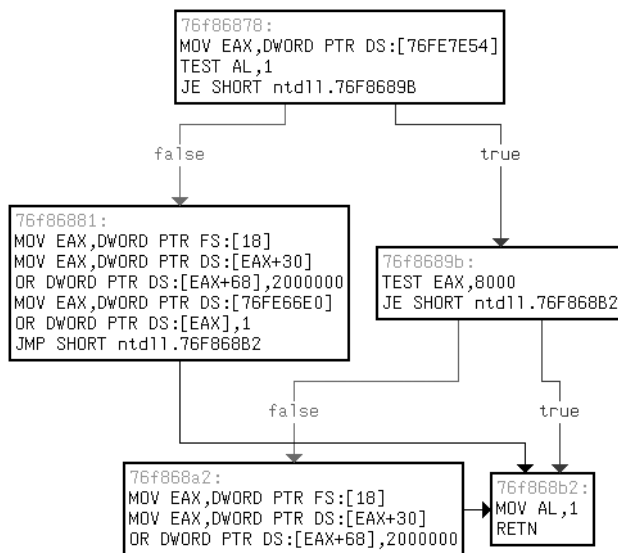 76f86878:
MOV EAX,DWORD PTR DS:[76FE7E54]
TEST AL,1
JE SHORT ntdll.76F8689B
false
true
76f86881:
MOV EAX,DWORD PTR FS:[18]
MOV EAX,DWORD PTR DS:[EAX+30]
OR DWORD PTR DS:[EAX+68],2000000
MOV EAX,DWORD PTR DS:[76FE66E0]
OR DWORD PTR DS:[EAX],1
JMP SHORT ntdll.76F868B2
76f8689b:
TEST EAX,8000
JE SHORT ntdll.76F868B2
false
true
76f868a2:
MOV EAX,DWORD PTR FS:[18]
MOV EAX,DWORD PTR DS:[EAX+30]
OR DWORD PTR DS:[EAX+68],2000000
76f868b2:
MOV AL,1
RETN